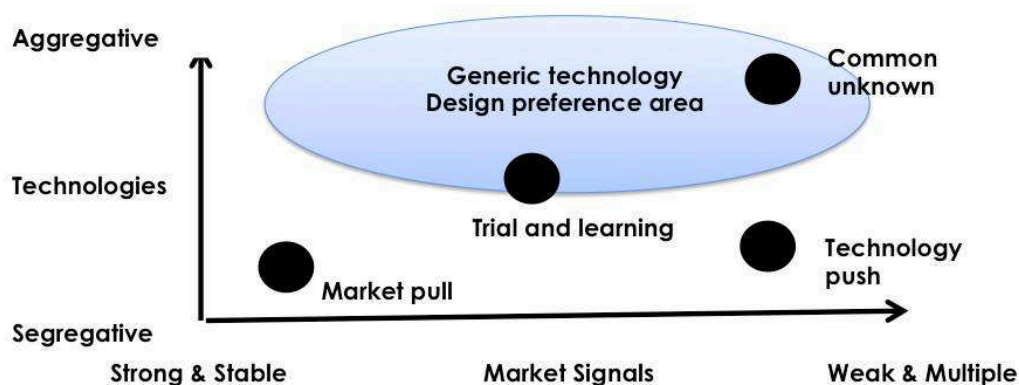 Aggregative
Generic technology
Design preference area
Common
unknown
Technologies
Trial and learning
Technology
push
Market pull
Segregative
Strong & Stable
Market Signals
Weak & Multiple